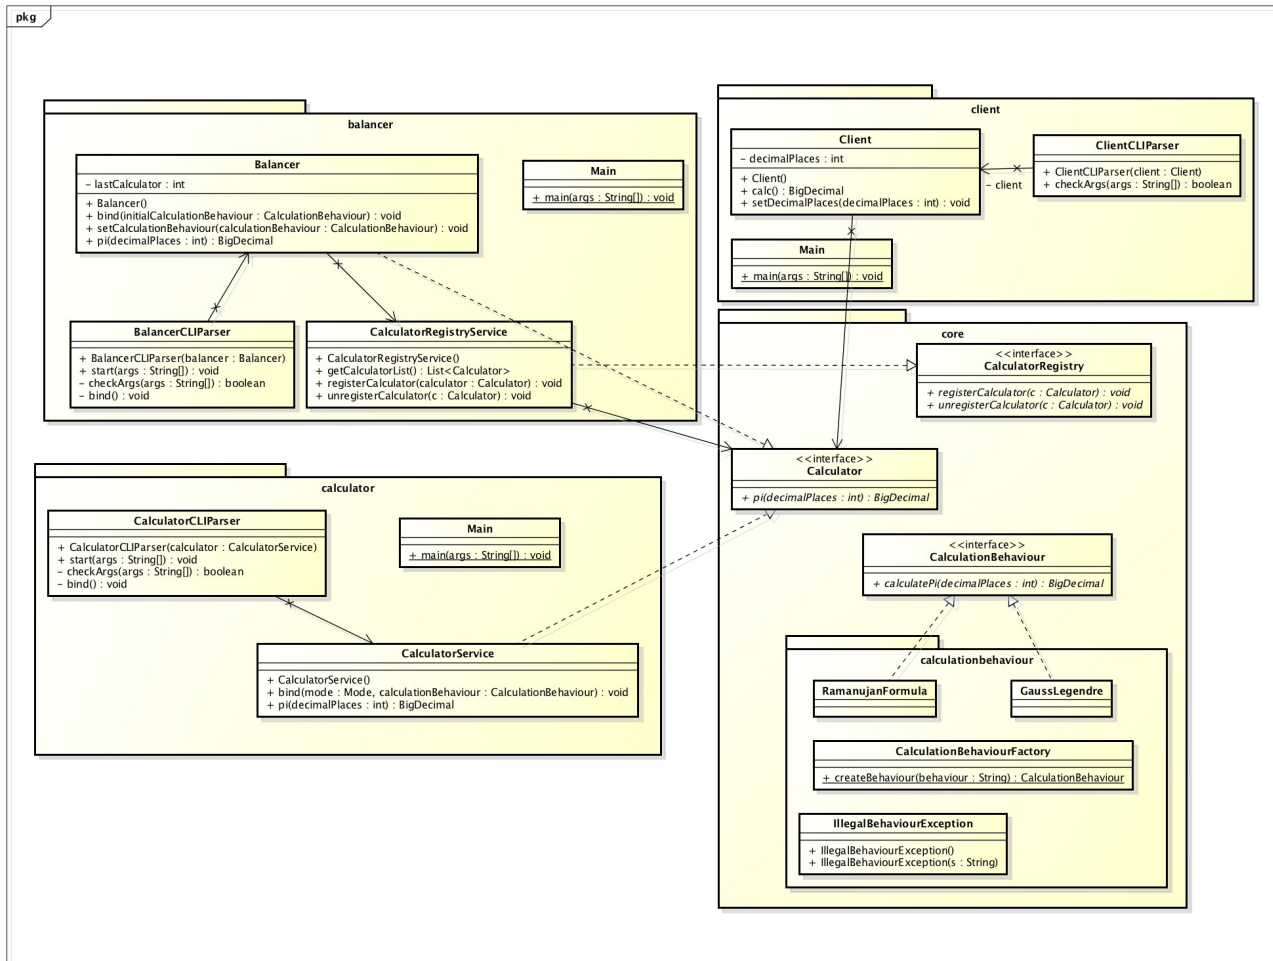 pkg
balancer
Balancer
– lastCalculator : int
+ Balancer()
+ bind(initialCalculationBehaviour : CalculationBehaviour) : void
+ setCalculationBehaviour(calculationBehaviour : CalculationBehaviour) : void
+ pi(decimalPlaces : int) : BigDecimal
Main
+ main(args : String[]) : void
BalancerCLIParser
+ BalancerCLIParser(balancer : Balancer)
+ start(args : String[]) : void
– checkArgs(args : String[]) : boolean
– bind() : void
CalculatorRegistryService
+ CalculatorRegistryService()
+ getCalculatorList() : List<Calculator>
+ registerCalculator(calculator : Calculator) : void
+ unregisterCalculator(c : Calculator) : void
client
Client
– decimalPlaces : int
+ Client()
+ calc() : BigDecimal
+ setDecimalPlaces(decimalPlaces : int) : void
– client
ClientCLIParser
+ ClientCLIParser(client : Client)
+ checkArgs(args : String[]) : boolean
Main
+ main(args : String[]) : void
core
<<interface>>
CalculatorRegistry
+ registerCalculator(c : Calculator) : void
+ unregisterCalculator(c : Calculator) : void
<<interface>>
Calculator
+ pi(decimalPlaces : int) : BigDecimal
<<interface>>
CalculationBehaviour
+ calculatePi(decimalPlaces : int) : BigDecimal
calculationbehaviour
RamanujanFormula
GaussLegendre
CalculationBehaviourFactory
+ createBehaviour(behaviour : String) : CalculationBehaviour
IllegalBehaviourException
+ IllegalBehaviourException()
+ IllegalBehaviourException(s : String)
calculator
CalculatorCLIParser
+ CalculatorCLIParser(calculator : CalculatorService)
+ start(args : String[]) : void
– checkArgs(args : String[]) : boolean
– bind() : void
Main
+ main(args : String[]) : void
CalculatorService
+ CalculatorService()
+ bind(mode : Mode, calculationBehaviour : CalculationBehaviour) : void
+ pi(decimalPlaces : int) : BigDecimal